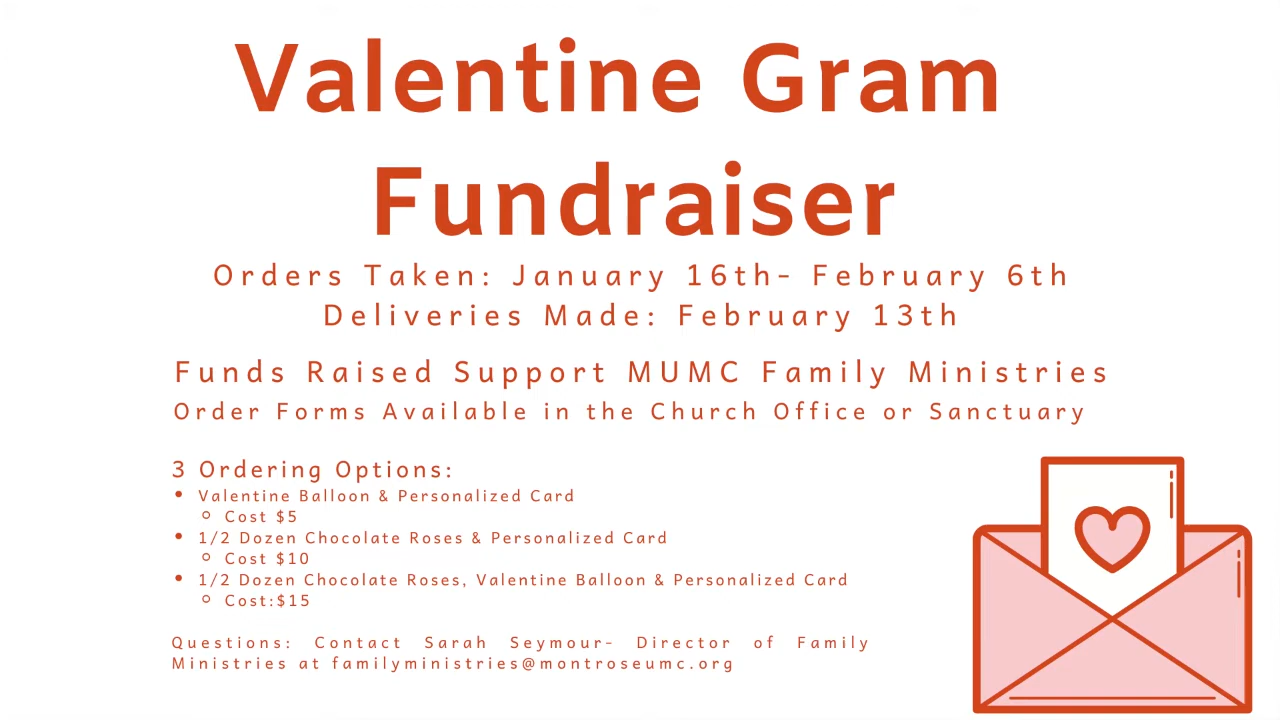 Valentine Gram
Fundraiser
Orders Taken: January 16th- February 6th
Deliveries Made: February 13th
Funds Raised Support MUMC Family Ministries
Order Forms Available in the Church Office or Sanctuary
3 Ordering Options:
• Valentine Balloon & Personalized Card
○ Cost $5
• 1/2 Dozen Chocolate Roses & Personalized Card
○ Cost $10
• 1/2 Dozen Chocolate Roses, Valentine Balloon & Personalized Card
○ Cost:$15
Questions: Contact Sarah Seymour- Director of Family
Ministries at familyministries@montroseumc.org